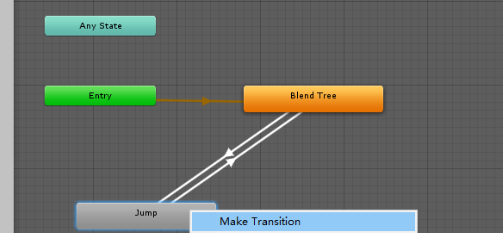 Any State
Entry
Blend Tree
Jump
Make Transition